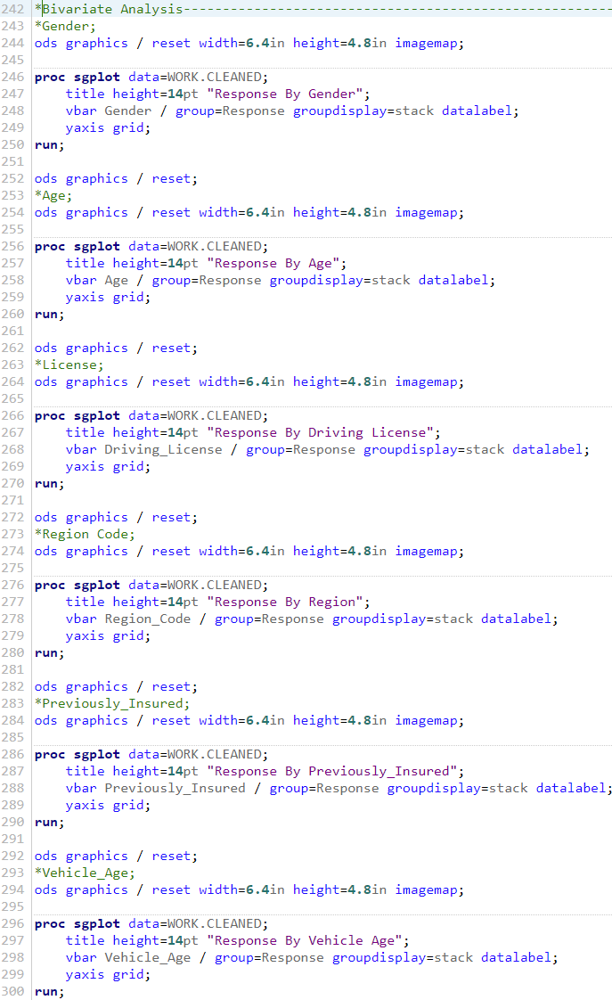 242 *Bivariate Analysis-------------------------------------------------------
243 *Gender;
244 ods graphics / reset width=6.4in height=4.8in imagemap;
245
246 proc sgplot data=WORK.CLEANED;
247     title height=14pt "Response By Gender";
248     vbar Gender / group=Response groupdisplay=stack datalabel;
249     yaxis grid;
250 run;
251
252 ods graphics / reset;
253 *Age;
254 ods graphics / reset width=6.4in height=4.8in imagemap;
255
256 proc sgplot data=WORK.CLEANED;
257     title height=14pt "Response By Age";
258     vbar Age / group=Response groupdisplay=stack datalabel;
259     yaxis grid;
260 run;
261
262 ods graphics / reset;
263 *License;
264 ods graphics / reset width=6.4in height=4.8in imagemap;
265
266 proc sgplot data=WORK.CLEANED;
267     title height=14pt "Response By Driving License";
268     vbar Driving_License / group=Response groupdisplay=stack datalabel;
269     yaxis grid;
270 run;
271
272 ods graphics / reset;
273 *Region Code;
274 ods graphics / reset width=6.4in height=4.8in imagemap;
275
276 proc sgplot data=WORK.CLEANED;
277     title height=14pt "Response By Region";
278     vbar Region_Code / group=Response groupdisplay=stack datalabel;
279     yaxis grid;
280 run;
281
282 ods graphics / reset;
283 *Previously_Insured;
284 ods graphics / reset width=6.4in height=4.8in imagemap;
285
286 proc sgplot data=WORK.CLEANED;
287     title height=14pt "Response By Previously_Insured";
288     vbar Previously_Insured / group=Response groupdisplay=stack datalabel;
289     yaxis grid;
290 run;
291
292 ods graphics / reset;
293 *Vehicle_Age;
294 ods graphics / reset width=6.4in height=4.8in imagemap;
295
296 proc sgplot data=WORK.CLEANED;
297     title height=14pt "Response By Vehicle Age";
298     vbar Vehicle_Age / group=Response groupdisplay=stack datalabel;
299     yaxis grid;
300 run;